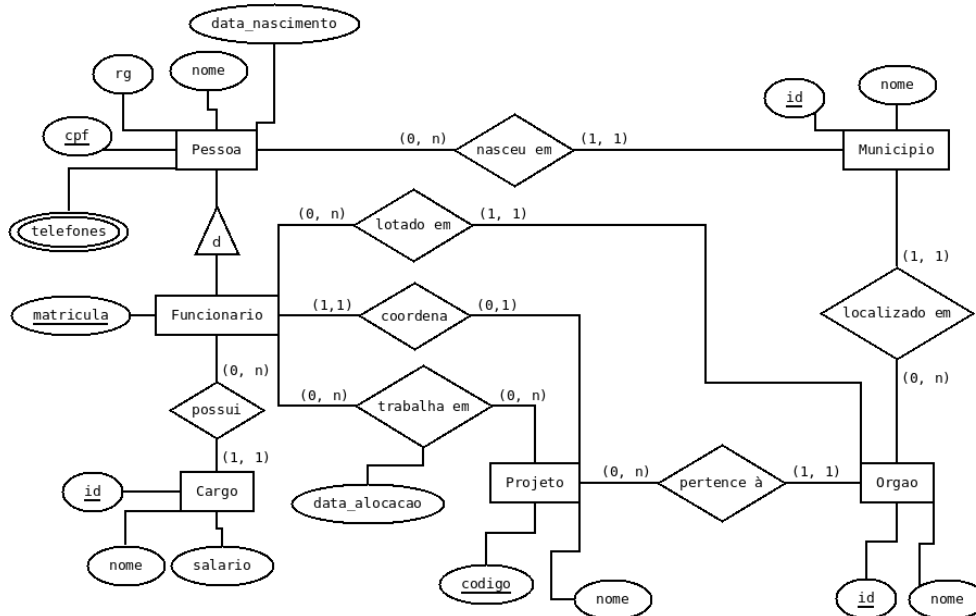 data_nascimento
rg
nome
cpf
Pessoa
(0, n)
nasceu em
(1, 1)
id
nome
Municipio
telefones
d
(0, n)
lotado em
(1, 1)
(1, 1)
matricula
Funcionario
(1,1)
coordena
(0,1)
localizado em
(0, n)
possui
(1, 1)
(0, n)
trabalha em
(0, n)
(0, n)
id
Cargo
data_alocacao
Projeto
(0, n)
pertence à
(1, 1)
Orgao
nome
salario
codigo
nome
id
nome